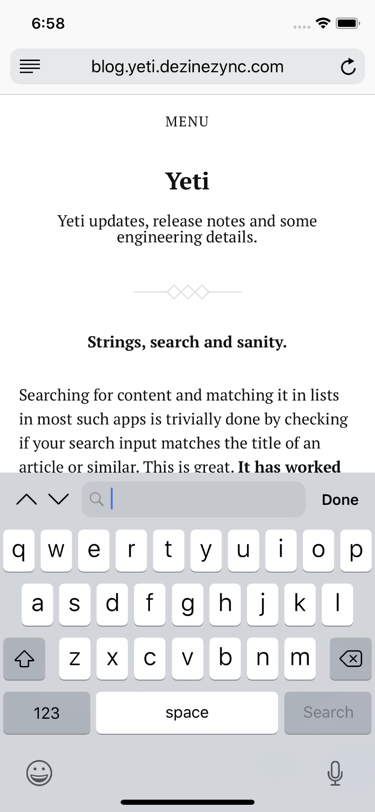 6:58
blog.yeti.dezinezync.com
MENU
Yeti
Yeti updates, release notes and some
engineering details.
Strings, search and sanity.
Searching for content and matching it in lists
in most such apps is trivially done by checking
if your search input matches the title of an
article or similar. This is great. It has worked
Done
q w e r t y u i o p
a s d f g h j k l
z x c v b n m
123 space Search